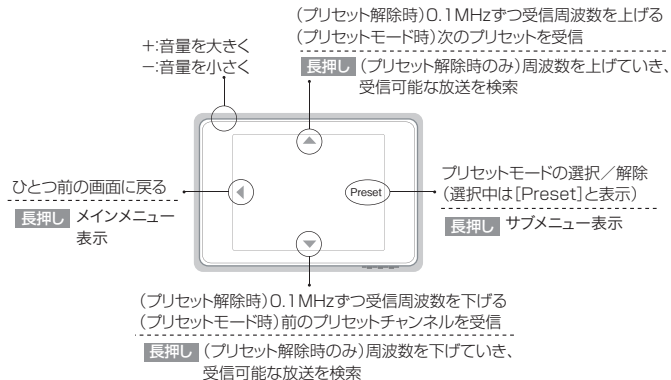 (プリセット解除時)0.1MHzずつ受信周波数を上げる
(プリセットモード時)次のプリセットを受信
長押し (プリセット解除時のみ)周波数を上げていき、
受信可能な放送を検索
+:音量を大きく
−:音量を小さく
ひとつ前の画面に戻る
長押し メインメニュー
表示
Preset
プリセットモードの選択/解除
(選択中は[Preset]と表示)
長押し サブメニュー表示
(プリセット解除時)0.1MHzずつ受信周波数を下げる
(プリセットモード時)前のプリセットチャンネルを受信
長押し (プリセット解除時のみ)周波数を下げていき、
受信可能な放送を検索